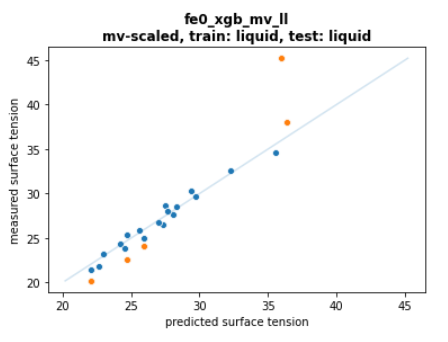 fe0_xgb_mv_ll
mv-scaled, train: liquid, test: liquid
measured surface tension
45
40
35
30
25
20
20 25 30 35 40 45
predicted surface tension